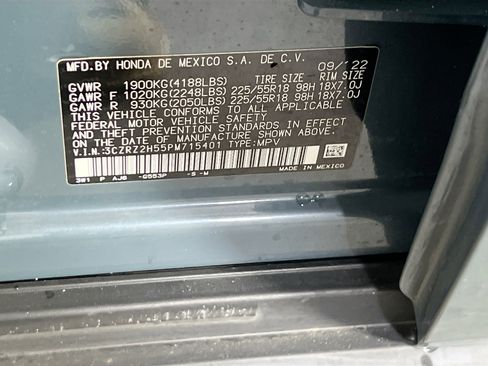 MFD.BY HONDA DE MEXICO S.A. DE C.V. 09/22
TIRE SIZE RIM SIZE
GVWR 1900KG(4188LBS)
GAWR F 1020KG(2248LBS) 225/55R18 98H 18X7.0J
GAWR R 930KG(2050LBS) 225/55R18 98H 18X7.0J
THIS VEHICLE CONFORMS TO ALL APPLICABLE
FEDERAL MOTOR VEHICLE SAFETY
AND THEFT PREVENTION STANDARDS IN EFFECT
ON THE DATE OF MANUFACTURE SHOWN ABOVE.
V.I.N.:3CZRZ2H55PM715401 TYPE:MPV
381 P AJ6 -G553P -S -M
MADE IN MEXICO